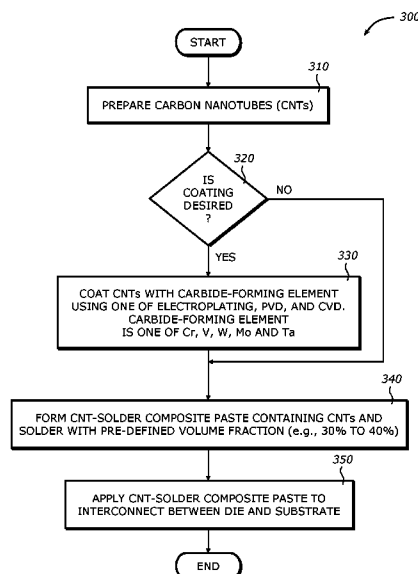 300
START
310
PREPARE CARBON NANOTUBES (CNTs)
320
IS
COATING
DESIRED
?
NO
YES
330
COAT CNTs WITH CARBIDE-FORMING ELEMENT
USING ONE OF ELECTROPLATING, PVD, AND CVD.
CARBIDE-FORMING ELEMENT
IS ONE OF Cr, V, W, Mo AND Ta
340
FORM CNT-SOLDER COMPOSITE PASTE CONTAINING CNTs AND
SOLDER WITH PRE-DEFINED VOLUME FRACTION (e.g., 30% TO 40%)
350
APPLY CNT-SOLDER COMPOSITE PASTE TO
INTERCONNECT BETWEEN DIE AND SUBSTRATE
END